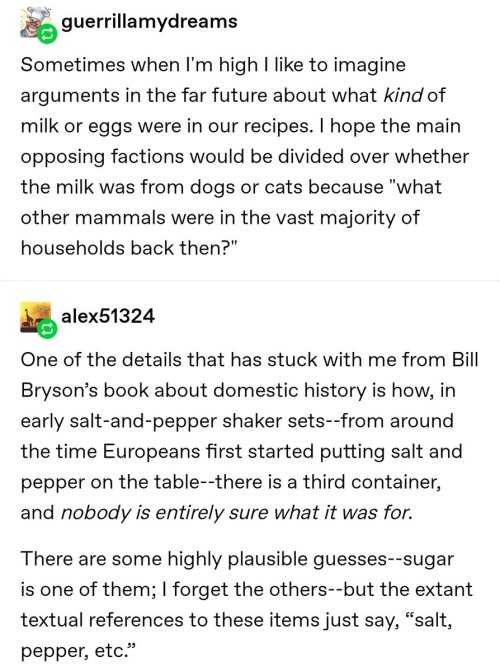 guerrillamydreams
Sometimes when I'm high I like to imagine
arguments in the far future about what kind of
milk or eggs were in our recipes. I hope the main
opposing factions would be divided over whether
the milk was from dogs or cats because "what
other mammals were in the vast majority of
households back then?"
alex51324
One of the details that has stuck with me from Bill
Bryson’s book about domestic history is how, in
early salt-and-pepper shaker sets--from around
the time Europeans first started putting salt and
pepper on the table--there is a third container,
and nobody is entirely sure what it was for.
There are some highly plausible guesses--sugar
is one of them; I forget the others--but the extant
textual references to these items just say, “salt,
pepper, etc.”